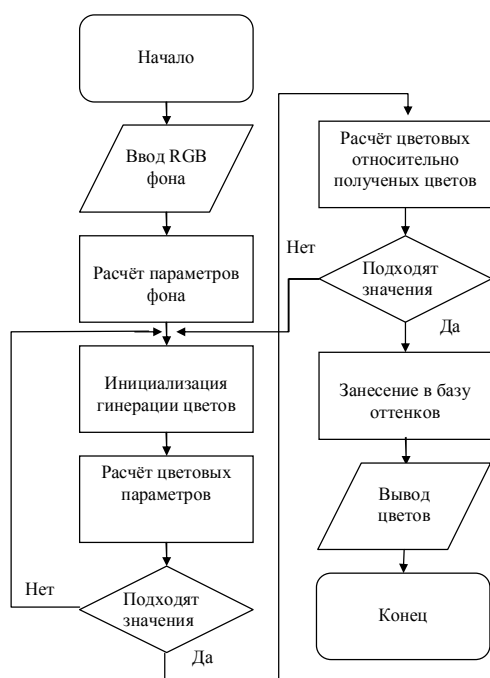 Начало
Ввод RGB
фона
Расчёт параметров
фона
Инициализация
гинерации цветов
Расчёт цветовых
параметров
Нет
Подходят
значения
Да
Расчёт цветовых
относительно
полученых цветов
Нет
Подходят
значения
Да
Занесение в базу
оттенков
Вывод
цветов
Конец